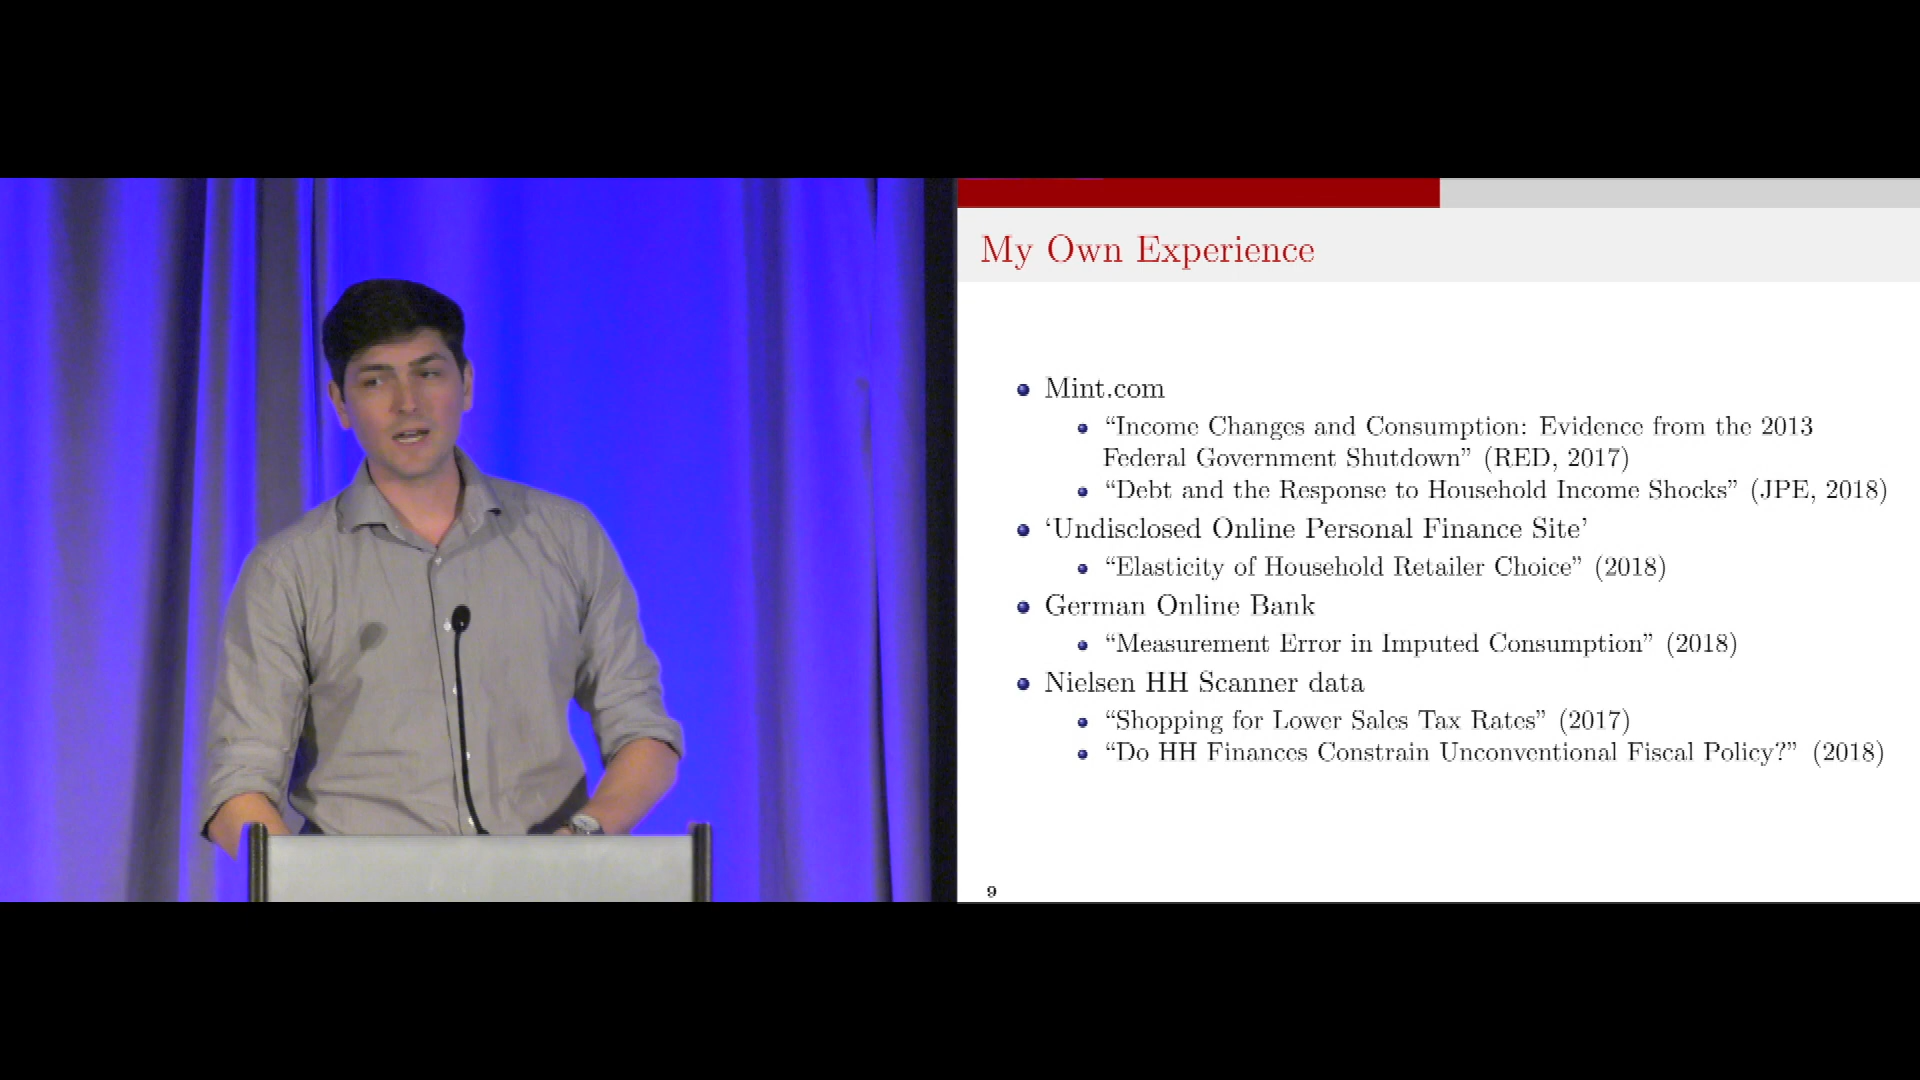 My Own Experience
Mint.com
“Income Changes and Consumption: Evidence from the 2013
Federal Government Shutdown” (RED, 2017)
“Debt and the Response to Household Income Shocks” (JPE, 2018)
‘Undisclosed Online Personal Finance Site’
“Elasticity of Household Retailer Choice” (2018)
German Online Bank
“Measurement Error in Imputed Consumption” (2018)
Nielsen HH Scanner data
“Shopping for Lower Sales Tax Rates” (2017)
“Do HH Finances Constrain Unconventional Fiscal Policy?” (2018)
9